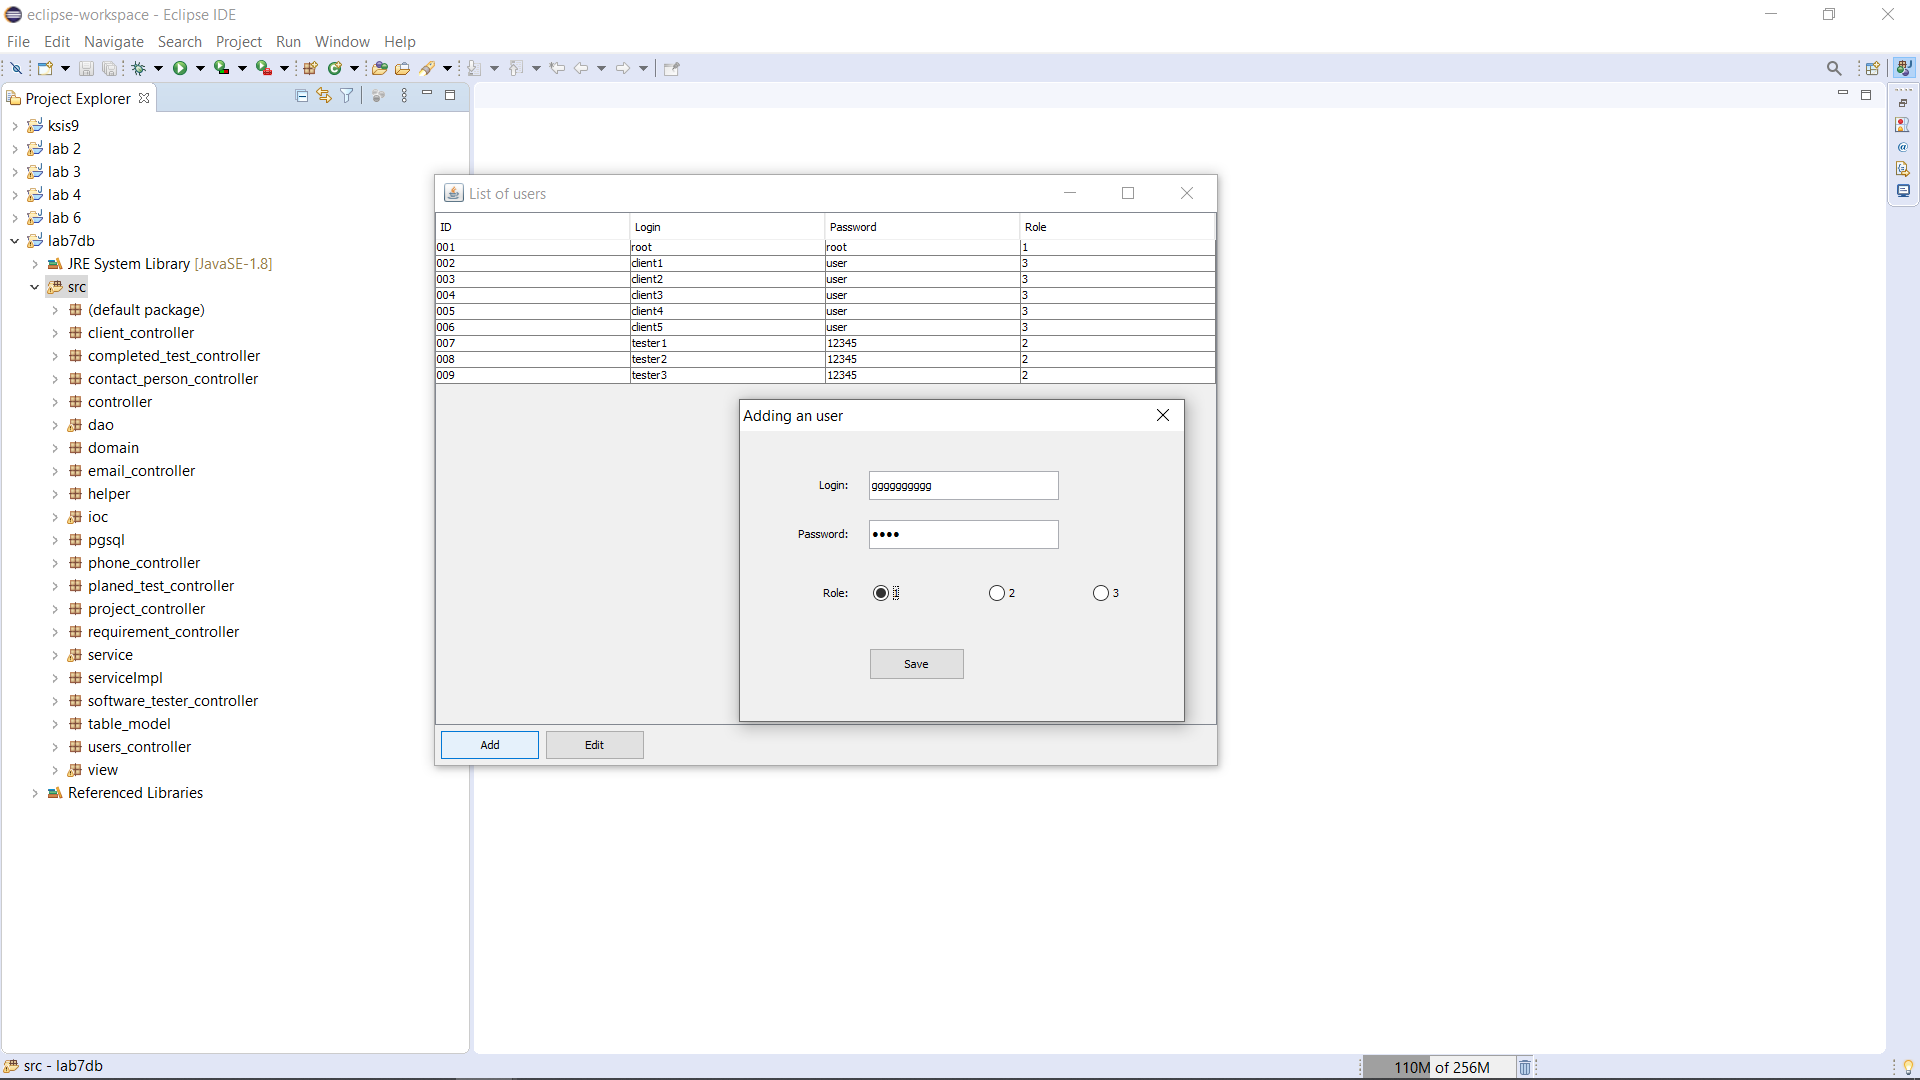 eclipse-workspace - Eclipse IDE
File Edit Navigate Search Project Run Window Help
Project Explorer
ksis9
lab 2
lab 3
lab 4
lab 6
lab7db
JRE System Library [JavaSE-1.8]
src
(default package)
client_controller
completed_test_controller
contact_person_controller
controller
dao
domain
email_controller
helper
ioc
pgsql
phone_controller
planed_test_controller
project_controller
requirement_controller
service
serviceImpl
software_tester_controller
table_model
users_controller
view
Referenced Libraries
List of users
ID Login Password Role
001 root root 1
002 client1 user 3
003 client2 user 3
004 client3 user 3
005 client4 user 3
006 client5 user 3
007 tester1 12345 2
008 tester2 12345 2
009 tester3 12345 2
Adding an user
Login: gggggggggg
Password: ••••
Role: 1 2 3
Save
Add Edit
src - lab7db
110M of 256M